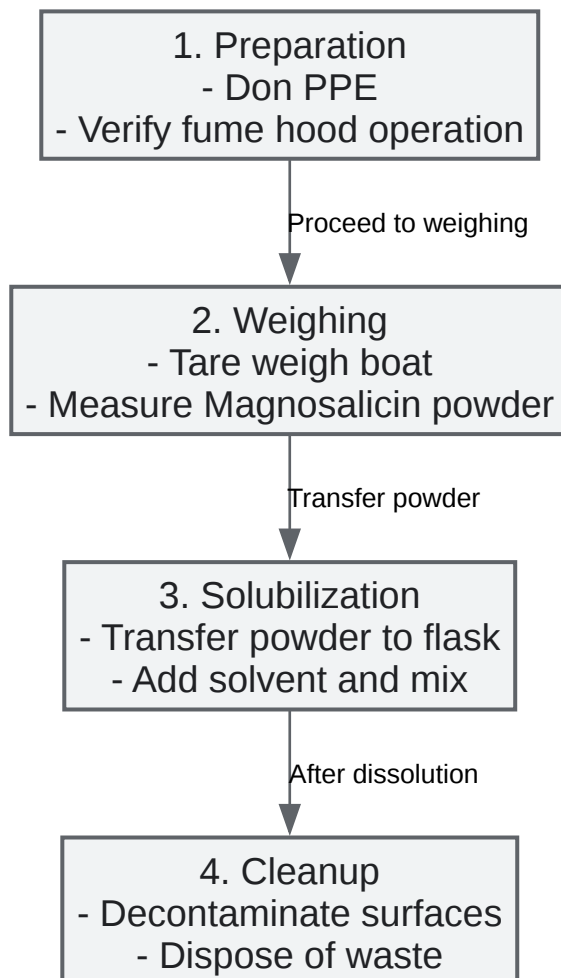 1. Preparation
- Don PPE
- Verify fume hood operation
Proceed to weighing
2. Weighing
- Tare weigh boat
- Measure Magnosalicin powder
Transfer powder
3. Solubilization
- Transfer powder to flask
- Add solvent and mix
After dissolution
4. Cleanup
- Decontaminate surfaces
- Dispose of waste